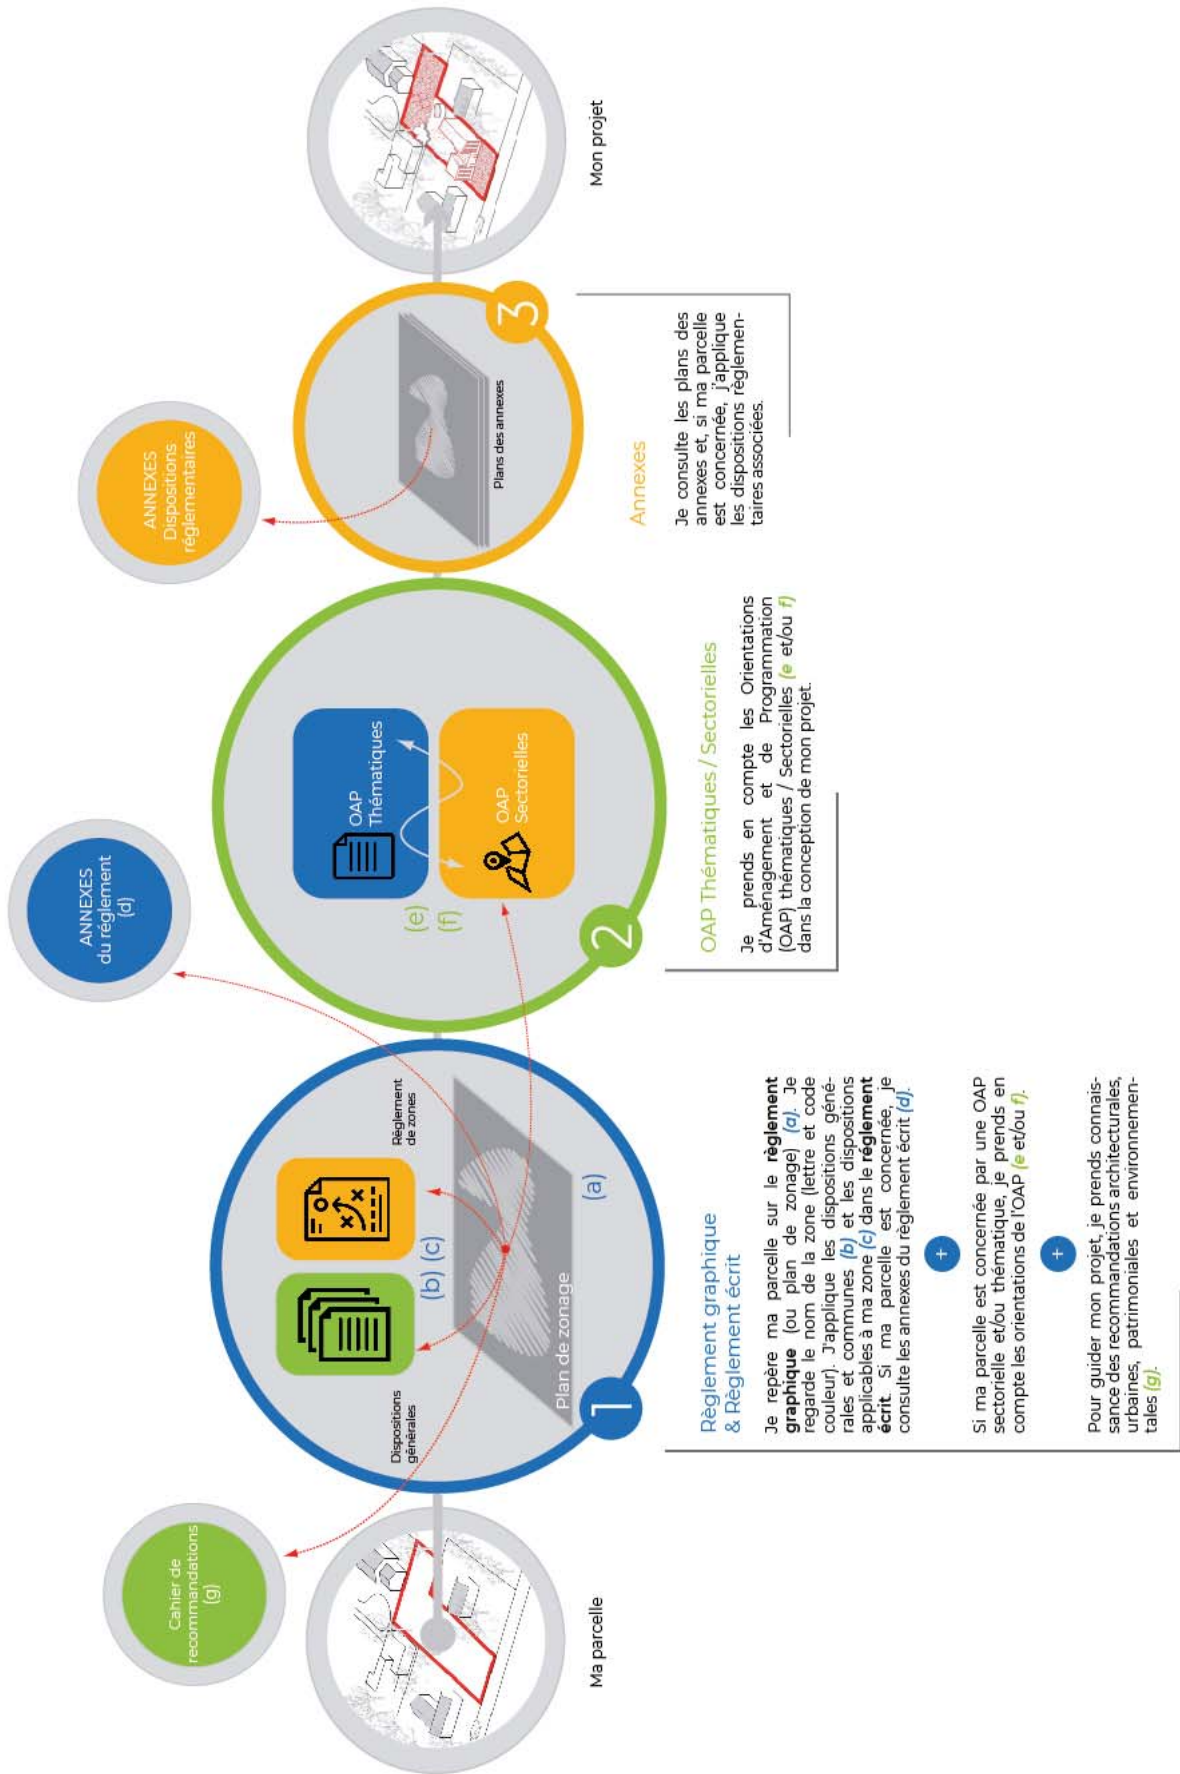 Cahier de
recommandations
(g)
ANNEXES
du réglement
(d)
ANNEXES
Dispositions
réglementaires
Ma parcelle
Dispositions
générales
Règlement
de zones
(b) (c)
Plan de zonage
(a)
1
(e)
(f)
OAP
Thématiques
OAP
Sectorielles
2
Plans des annexes
3
Mon projet
Règlement graphique
& Règlement écrit
Je repère ma parcelle sur le règlement
graphique (ou plan de zonage) (a). Je
regarde le nom de la zone (lettre et code
couleur). J'applique les dispositions géné-
rales et communes (b) et les dispositions
applicables à ma zone (c) dans le réglement
écrit. Si ma parcelle est concernée, je
consulte les annexes du règlement écrit (d).
+
Si ma parcelle est concernée par une OAP
sectorielle et/ou thématique, je prends en
compte les orientations de l'OAP (e et/ou f).
+
Pour guider mon projet, je prends connais-
sance des recommandations architecturales,
urbaines, patrimoniales et environnemen-
tales (g).
OAP Thématiques / Sectorielles
Je prends en compte les Orientations
d'Aménagement et de Programmation
(OAP) thématiques / Sectorielles (e et/ou f)
dans la conception de mon projet.
Annexes
Je consulte les plans des
annexes et, si ma parcelle
est concernée, j'applique
les dispositions règlemen-
taires associées.